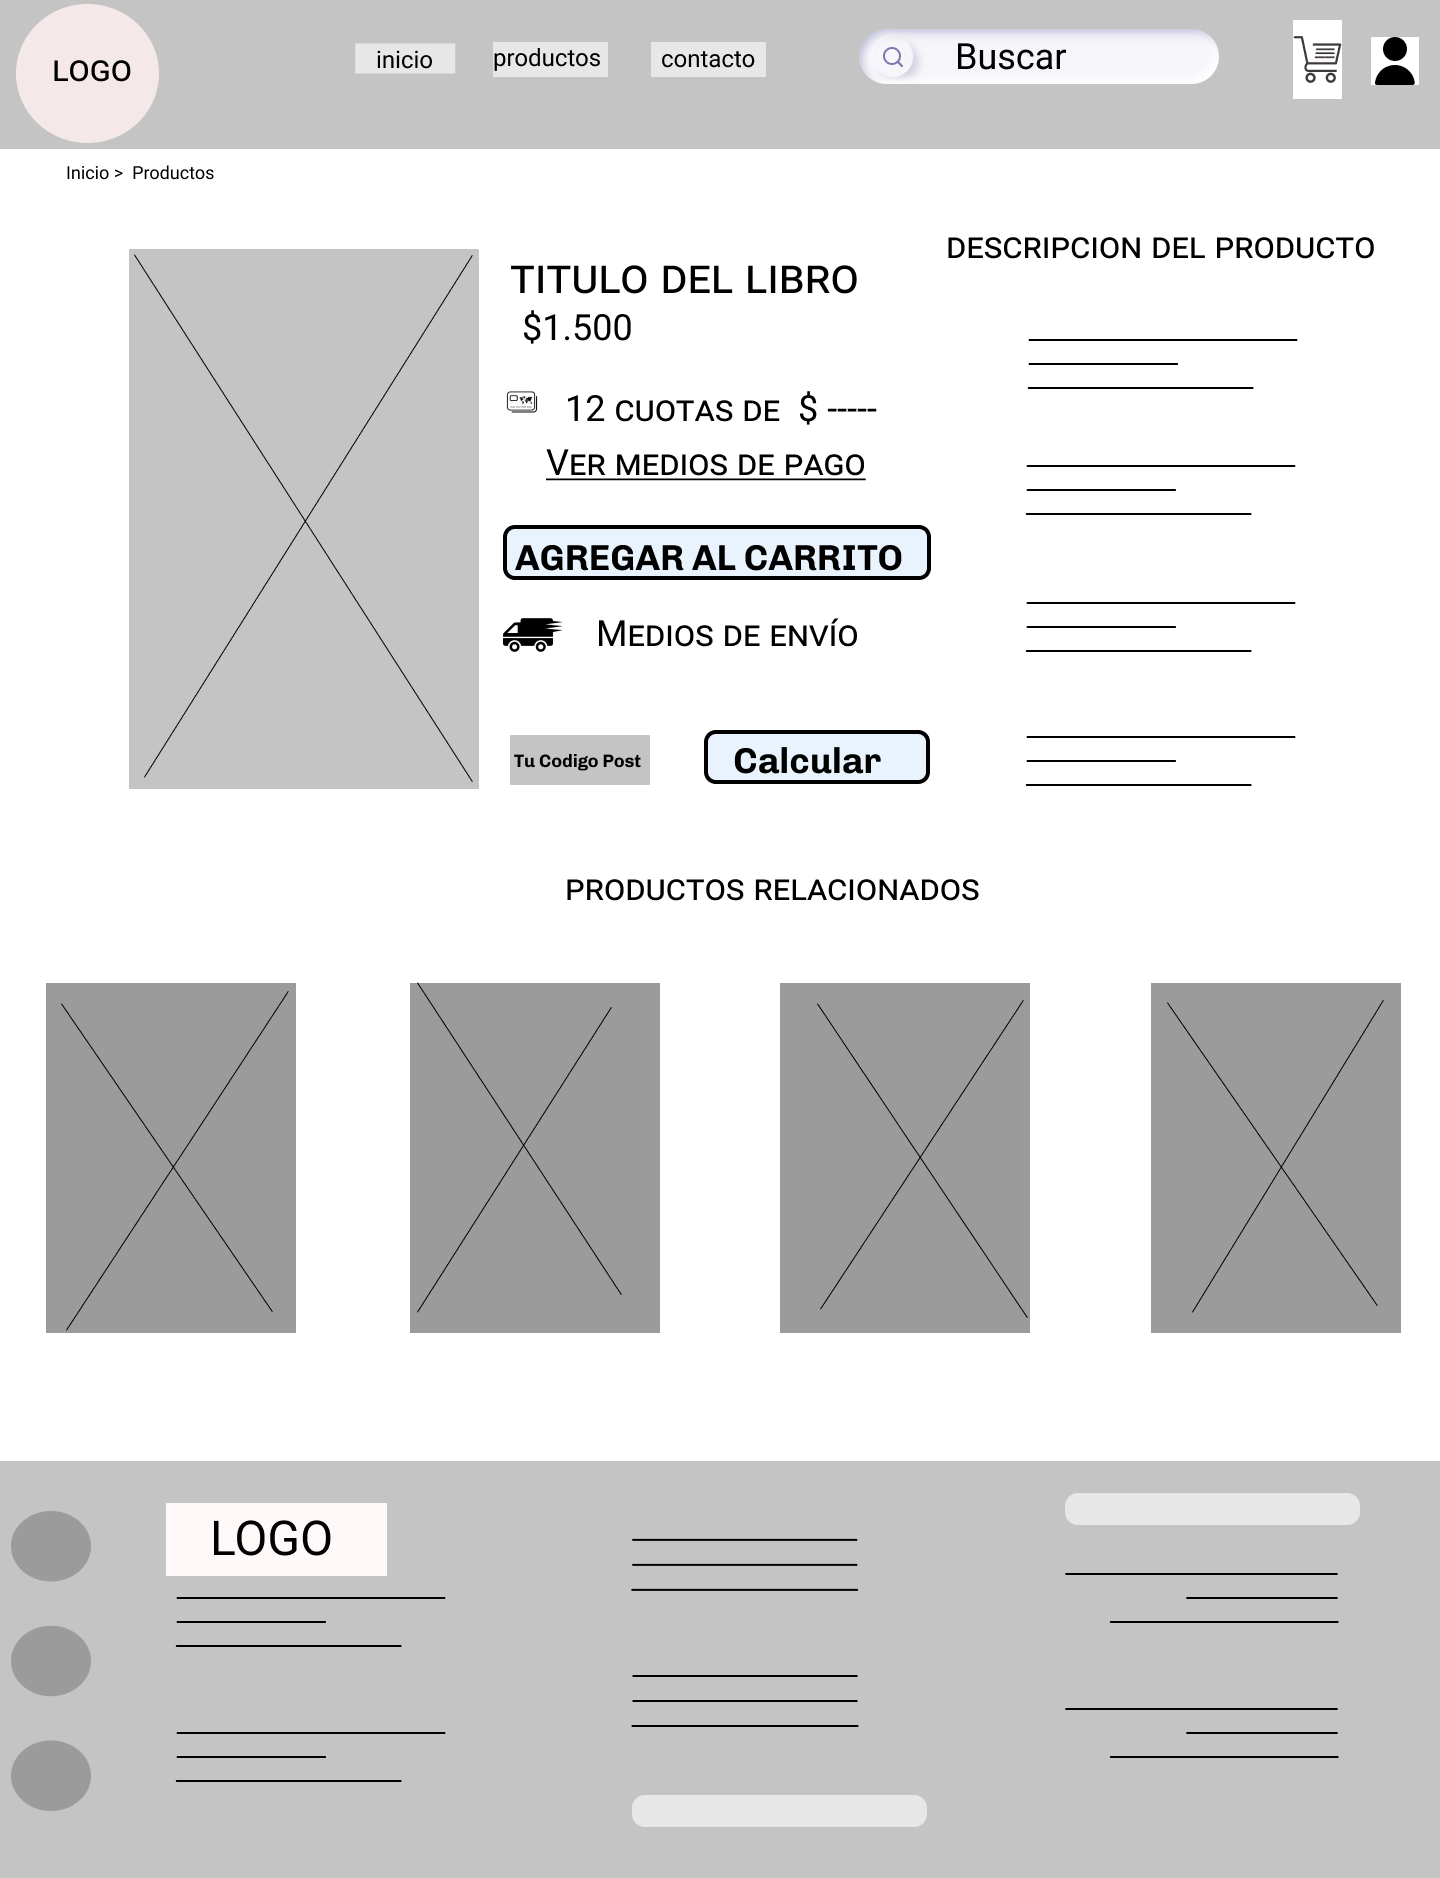 LOGO
inicio
productos
contacto
Buscar
Inicio >  Productos
TITULO DEL LIBRO
$1.500
12 CUOTAS DE  $ -----
VER MEDIOS DE PAGO
AGREGAR AL CARRITO
MEDIOS DE ENVÍO
Tu Codigo Post
Calcular
DESCRIPCION DEL PRODUCTO
PRODUCTOS RELACIONADOS
LOGO